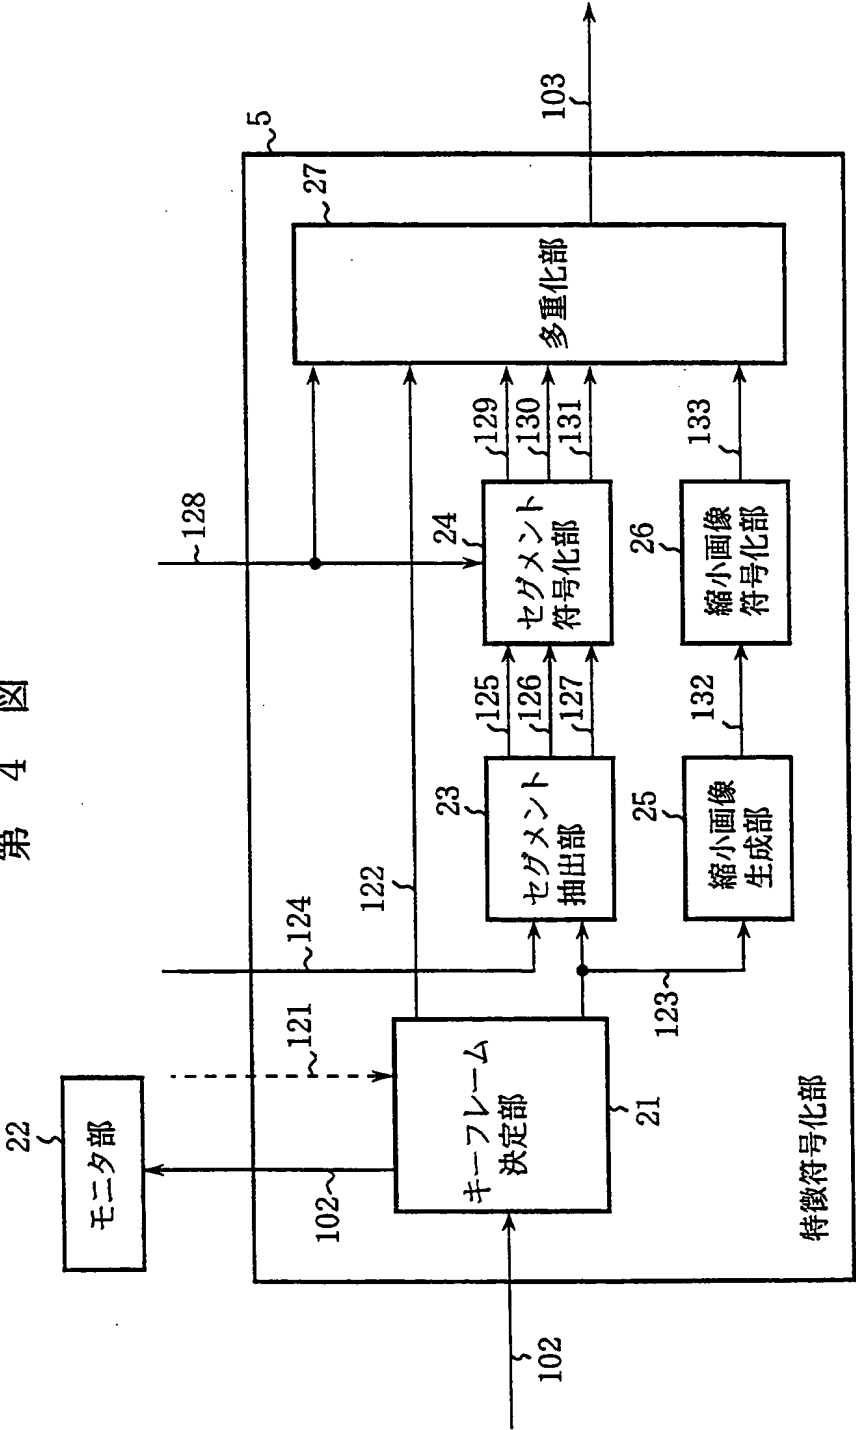 第 4 図
22
モニタ部
102
121
124
122
128
5
102
キーフレーム
決定部
21
123
23
セグメント
抽出部
125
126
127
24
セグメント
符号化部
129
130
131
27
多重化部
103
25
縮小画像
生成部
132
26
縮小画像
符号化部
133
特徴符号化部